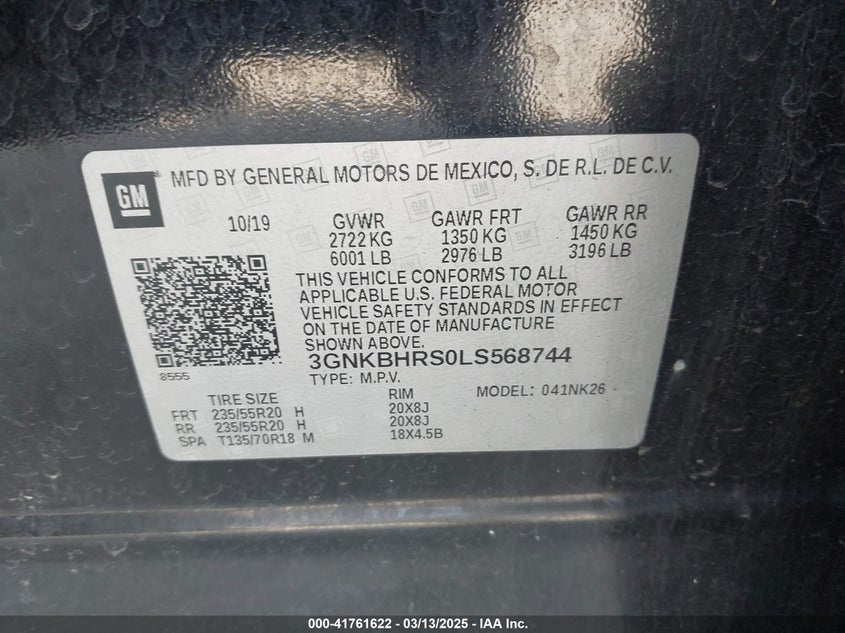 GM
MFD BY GENERAL MOTORS DE MEXICO, S. DE R.L. DE C.V.
10/19 GVWR GAWR FRT GAWR RR
2722 KG 1350 KG 1450 KG
6001 LB 2976 LB 3196 LB
THIS VEHICLE CONFORMS TO ALL
APPLICABLE U.S. FEDERAL MOTOR
VEHICLE SAFETY STANDARDS IN EFFECT
ON THE DATE OF MANUFACTURE
SHOWN ABOVE.
8555
3GNKBHRS0LS568744
TYPE: M.P.V. MODEL: 041NK26
TIRE SIZE RIM
FRT 235/55R20 H 20X8J
RR 235/55R20 H 20X8J
SPA T135/70R18 M 18X4.5B
000-41761622 - 03/13/2025 - IAA Inc.